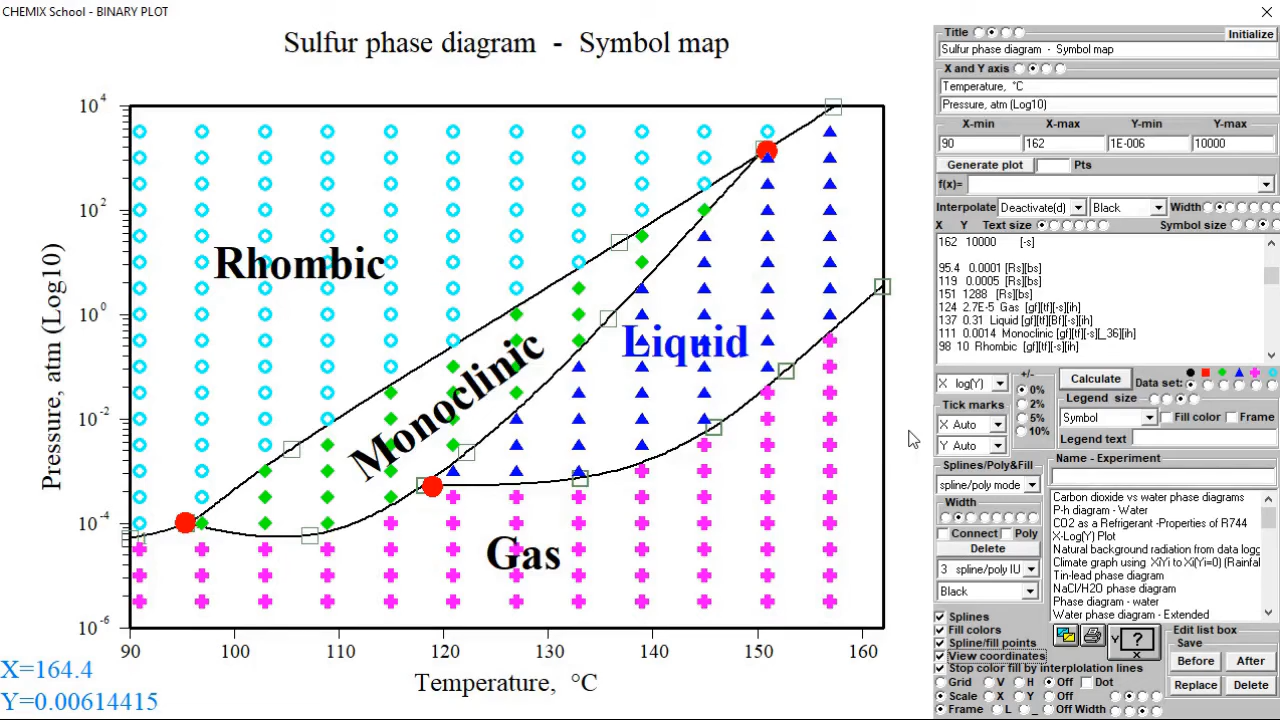 CHEMIX School - BINARY PLOT
Sulfur phase diagram - Symbol map
10⁴
10²
10⁰
10⁻²
10⁻⁴
10⁻⁶
Pressure, atm (Log10)
Rhombic
Monoclinic
Liquid
Gas
90 100 110 120 130 140 150 160
Temperature, °C
X=164.4
Y=0.00614415
Title
Initialize
Sulfur phase diagram - Symbol map
X and Y axis
Temperature, °C
Pressure, atm (Log10)
X-min X-max Y-min Y-max
90 162 1E-006 10000
Generate plot Pts
f(x)=
Interpolate Deactivate(d) Black Width
X Y Text size Symbol size
162 10000 [-s]
95.4 0.0001 [Rs][bs]
119 0.0005 [Rs][bs]
151 1288 [Rs][bs]
124 2.7E-5 Gas [gf][tf][-s][ih]
137 0.31 Liquid [gf][tf][Bf][-s][ih]
111 0.0014 Monoclinic [gf][tf][-s]_36][ih]
98 10 Rhombic [gf][tf][-s][ih]
X log(Y)
+/-
0%
2%
5%
10%
Calculate
Data set:
Legend size
Symbol Fill color Frame
Legend text
Tick marks
X Auto
Y Auto
Splines/Poly&Fill
spline/poly mode
Width
Connect Poly
Delete
3 spline/poly IU
Black
Name - Experiment
Carbon dioxide vs water phase diagrams
P-h diagram - Water
CO2 as a Refrigerant -Properties of R744
X-Log(Y) Plot
Natural background radiation from data logg
Climate graph using XiYi to Xi(Yi=0) (Rainfal
Tin-lead phase diagram
NaCl/H2O phase diagram
Phase diagram - water
Water phase diagram - Extended
Splines
Fill colors
Spline/fill points
View coordinates
Stop color fill by interplolation lines
Grid V H Off Dot
Scale X Y Off
Frame L _ Off Width
Y ? X
Edit list box
Save
Before After
Replace Delete